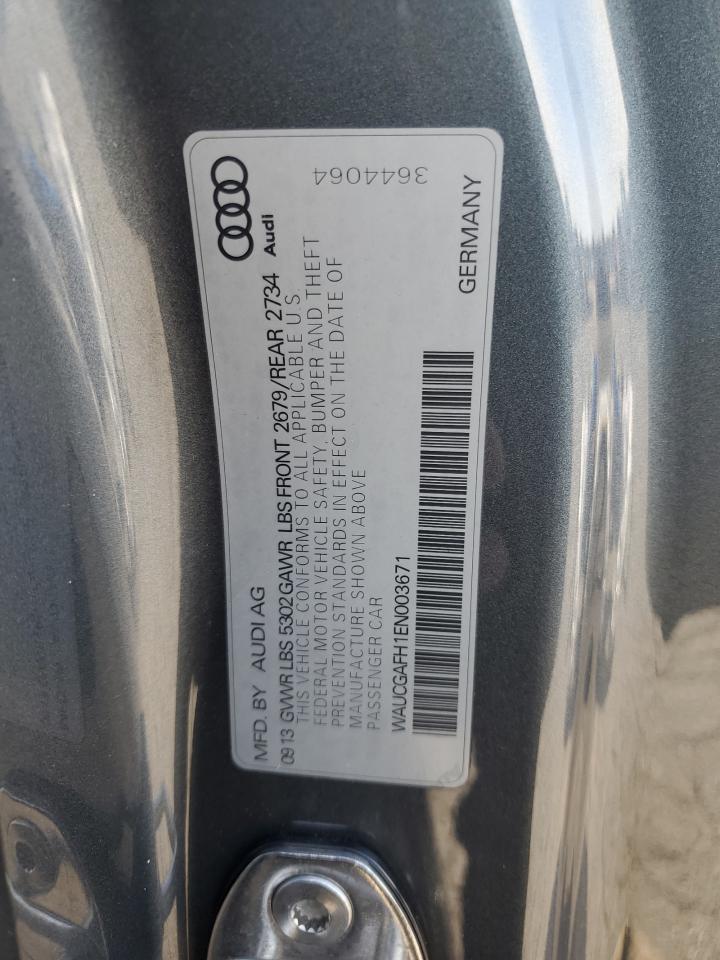 MFD. BY AUDI AG
Audi
09 13 GVWR LBS 5302 GAWR LBS FRONT 2679/REAR 2734
THIS VEHICLE CONFORMS TO ALL APPLICABLE U.S.
FEDERAL MOTOR VEHICLE SAFETY, BUMPER AND THEFT
PREVENTION STANDARDS IN EFFECT ON THE DATE OF
MANUFACTURE SHOWN ABOVE
PASSENGER CAR
3644064
WAUCGAFH1EN003671
GERMANY